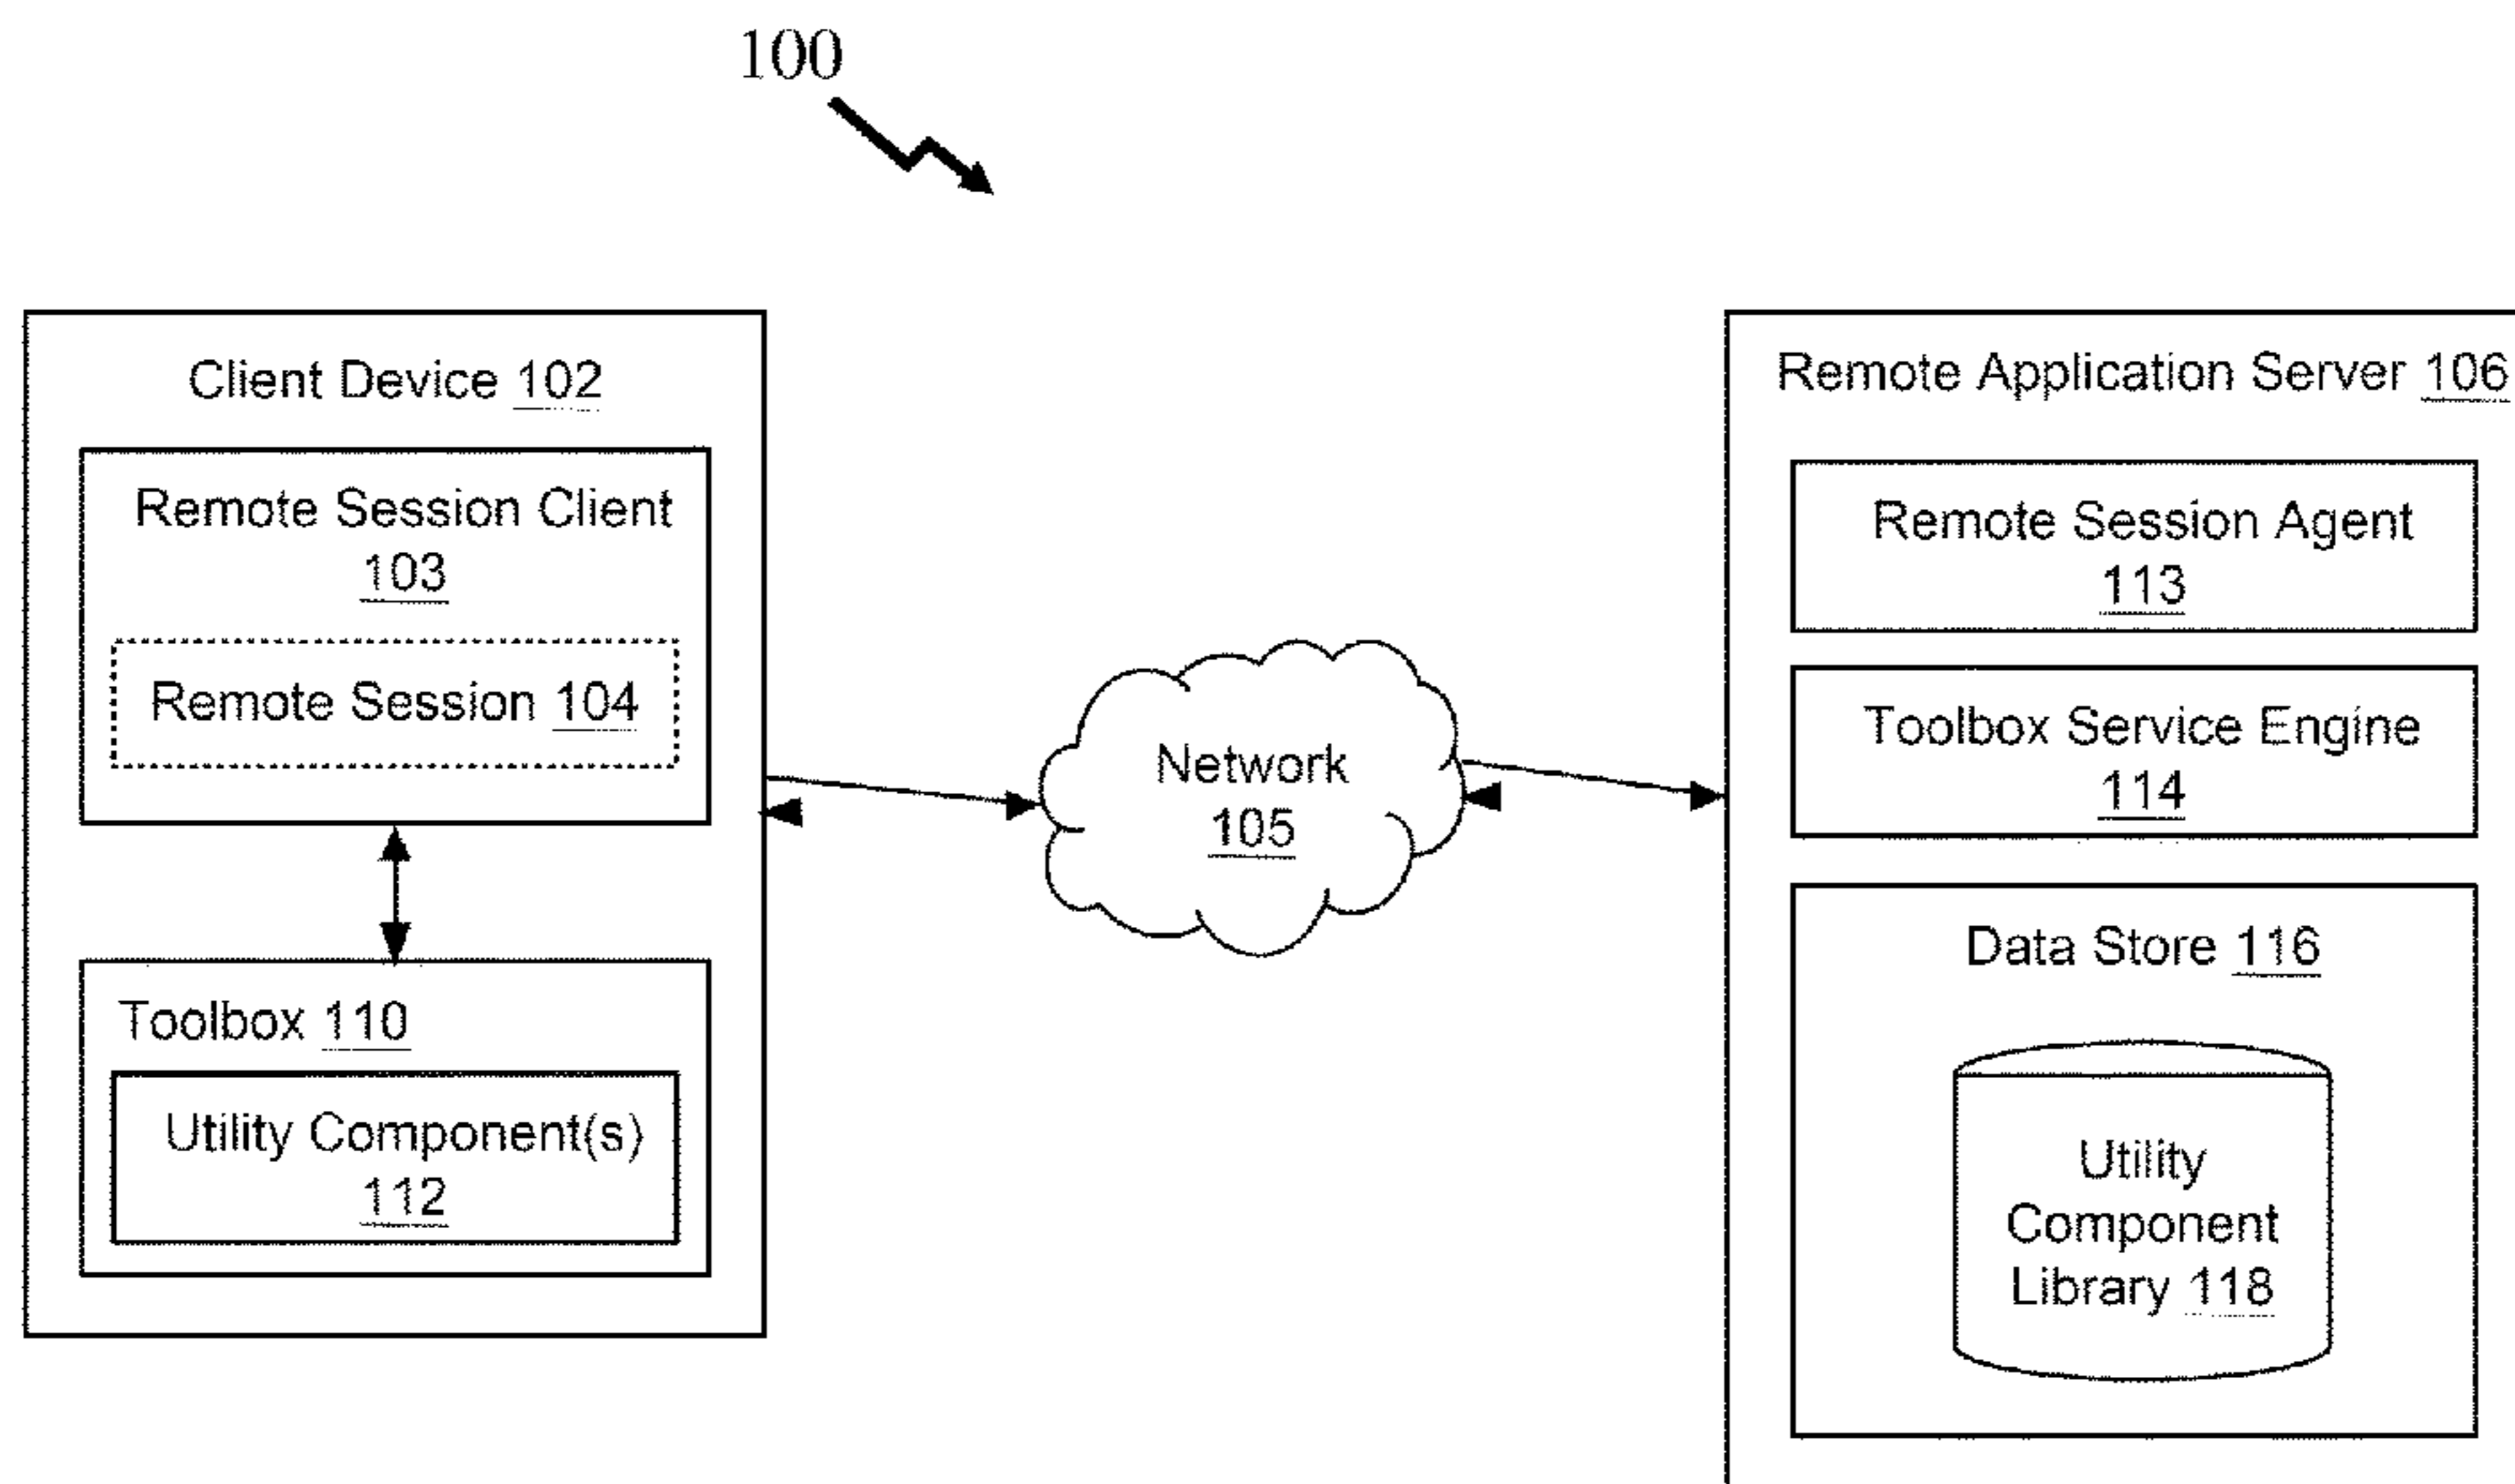 100
Client Device 102
Remote Session Client
103
Remote Session 104
Toolbox 110
Utility Component(s)
112
Network
105
Remote Application Server 106
Remote Session Agent
113
Toolbox Service Engine
114
Data Store 116
Utility
Component
Library 118